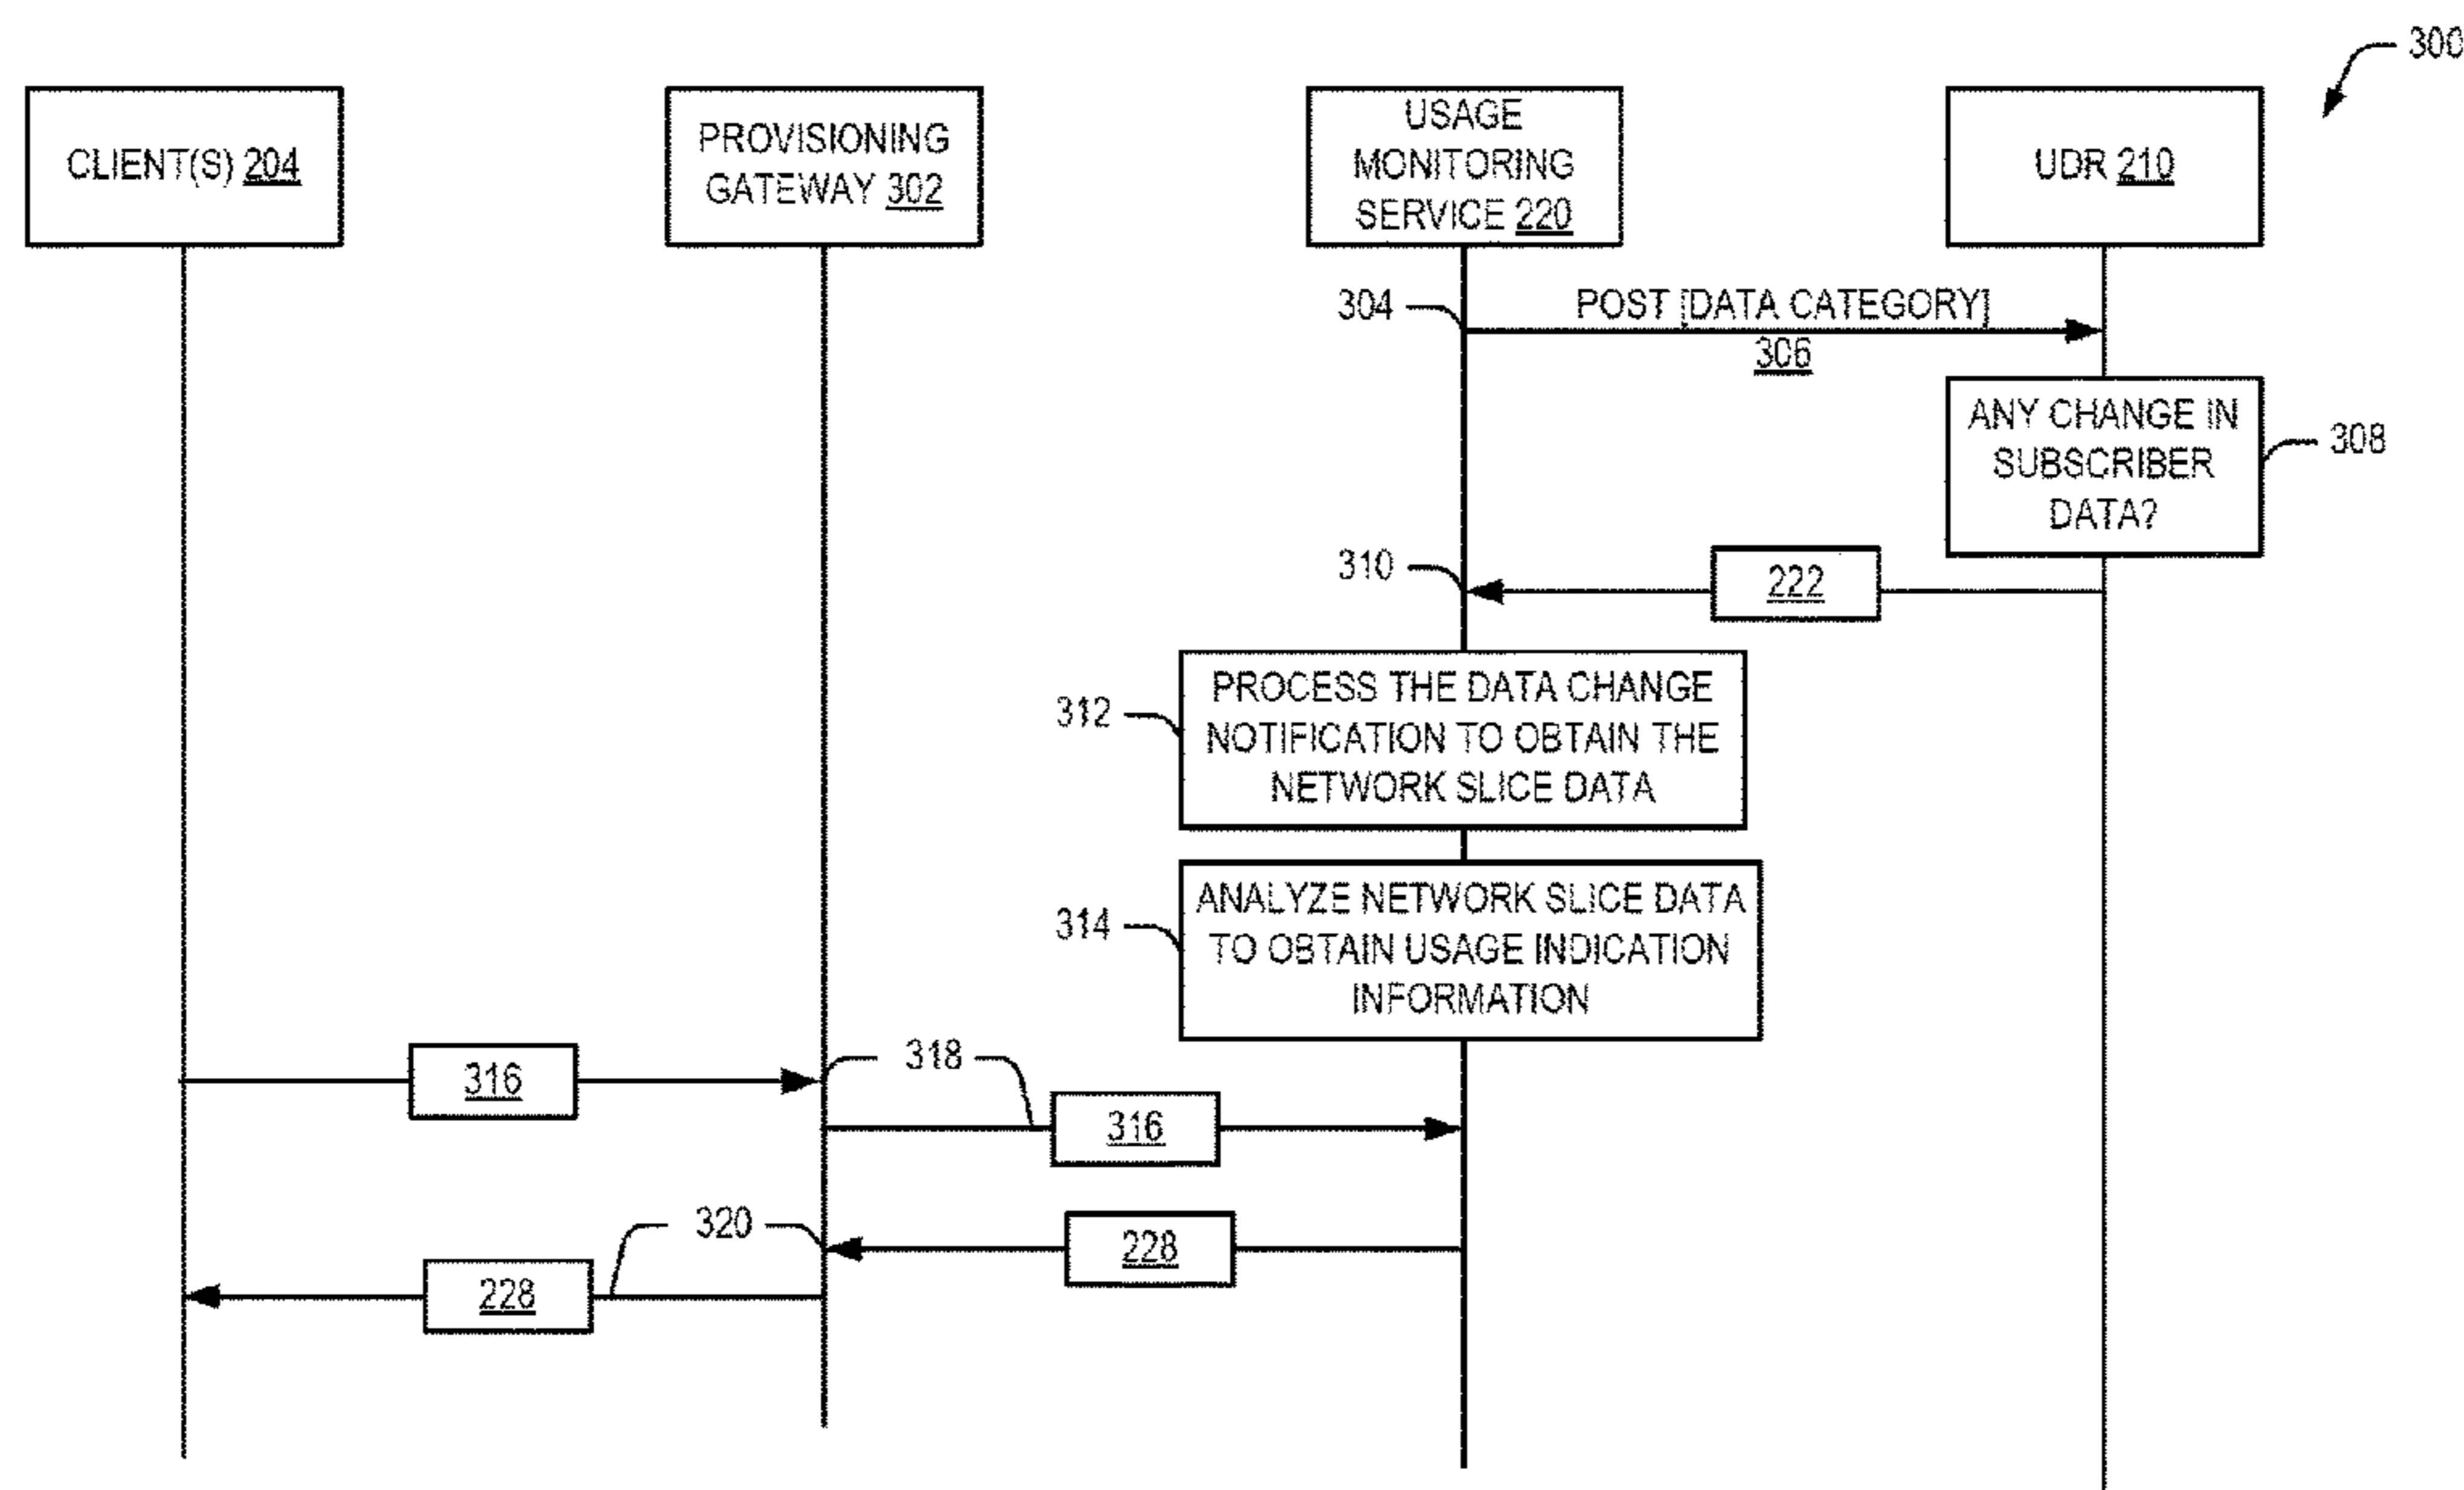 300
CLIENT(S) 204
PROVISIONING
GATEWAY 302
USAGE
MONITORING
SERVICE 220
UDR 210
304
POST [DATA CATEGORY]
306
ANY CHANGE IN
SUBSCRIBER
DATA?
308
310
222
312
PROCESS THE DATA CHANGE
NOTIFICATION TO OBTAIN THE
NETWORK SLICE DATA
314
ANALYZE NETWORK SLICE DATA
TO OBTAIN USAGE INDICATION
INFORMATION
316
318
316
320
228
228